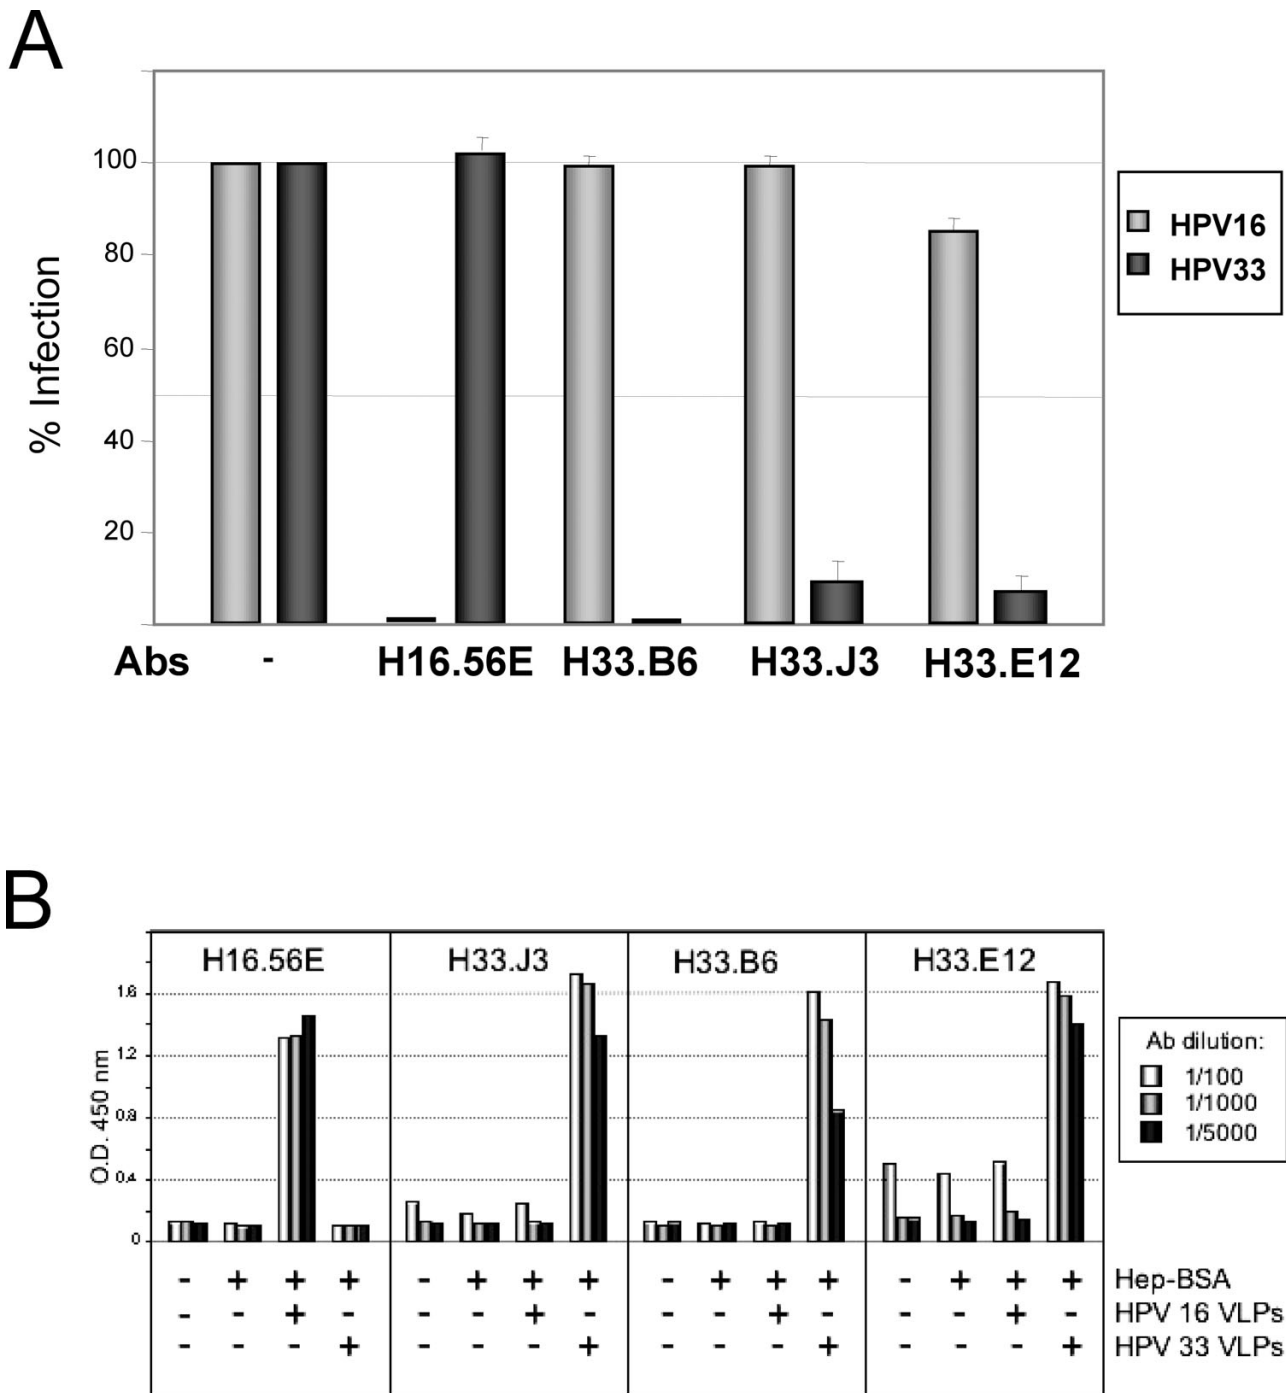 A
100
80
60
40
20
% Infection
HPV16
HPV33
Abs - H16.56E H33.B6 H33.J3 H33.E12
B
H16.56E H33.J3 H33.B6 H33.E12
1.6
1.2
0.8
0.4
0
O.D. 450 nm
Ab dilution:
1/100
1/1000
1/5000
- + + + - + + + - + + + - + + + Hep-BSA
- - + - - - + - - - + - - - + - HPV 16 VLPs
- - - + - - - + - - - + - - - + HPV 33 VLPs